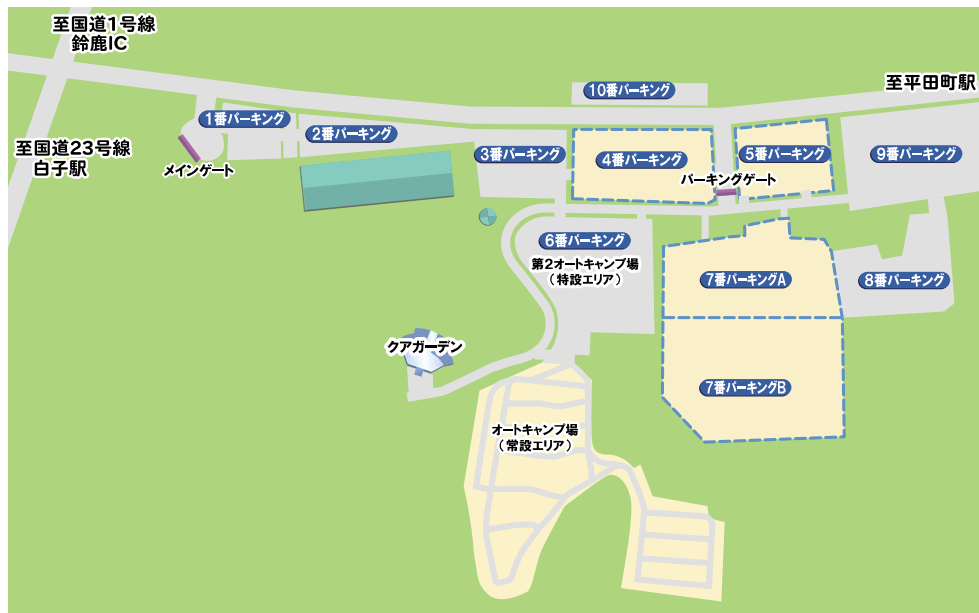 至国道1号線
鈴鹿IC
至平田町駅
10番パーキング
1番パーキング
2番パーキング
至国道23号線
白子駅
メインゲート
3番パーキング
4番パーキング
5番パーキング
9番パーキング
パーキングゲート
6番パーキング
第2オートキャンプ場
（特設エリア）
7番パーキングA
8番パーキング
クアガーデン
7番パーキングB
オートキャンプ場
（常設エリア）